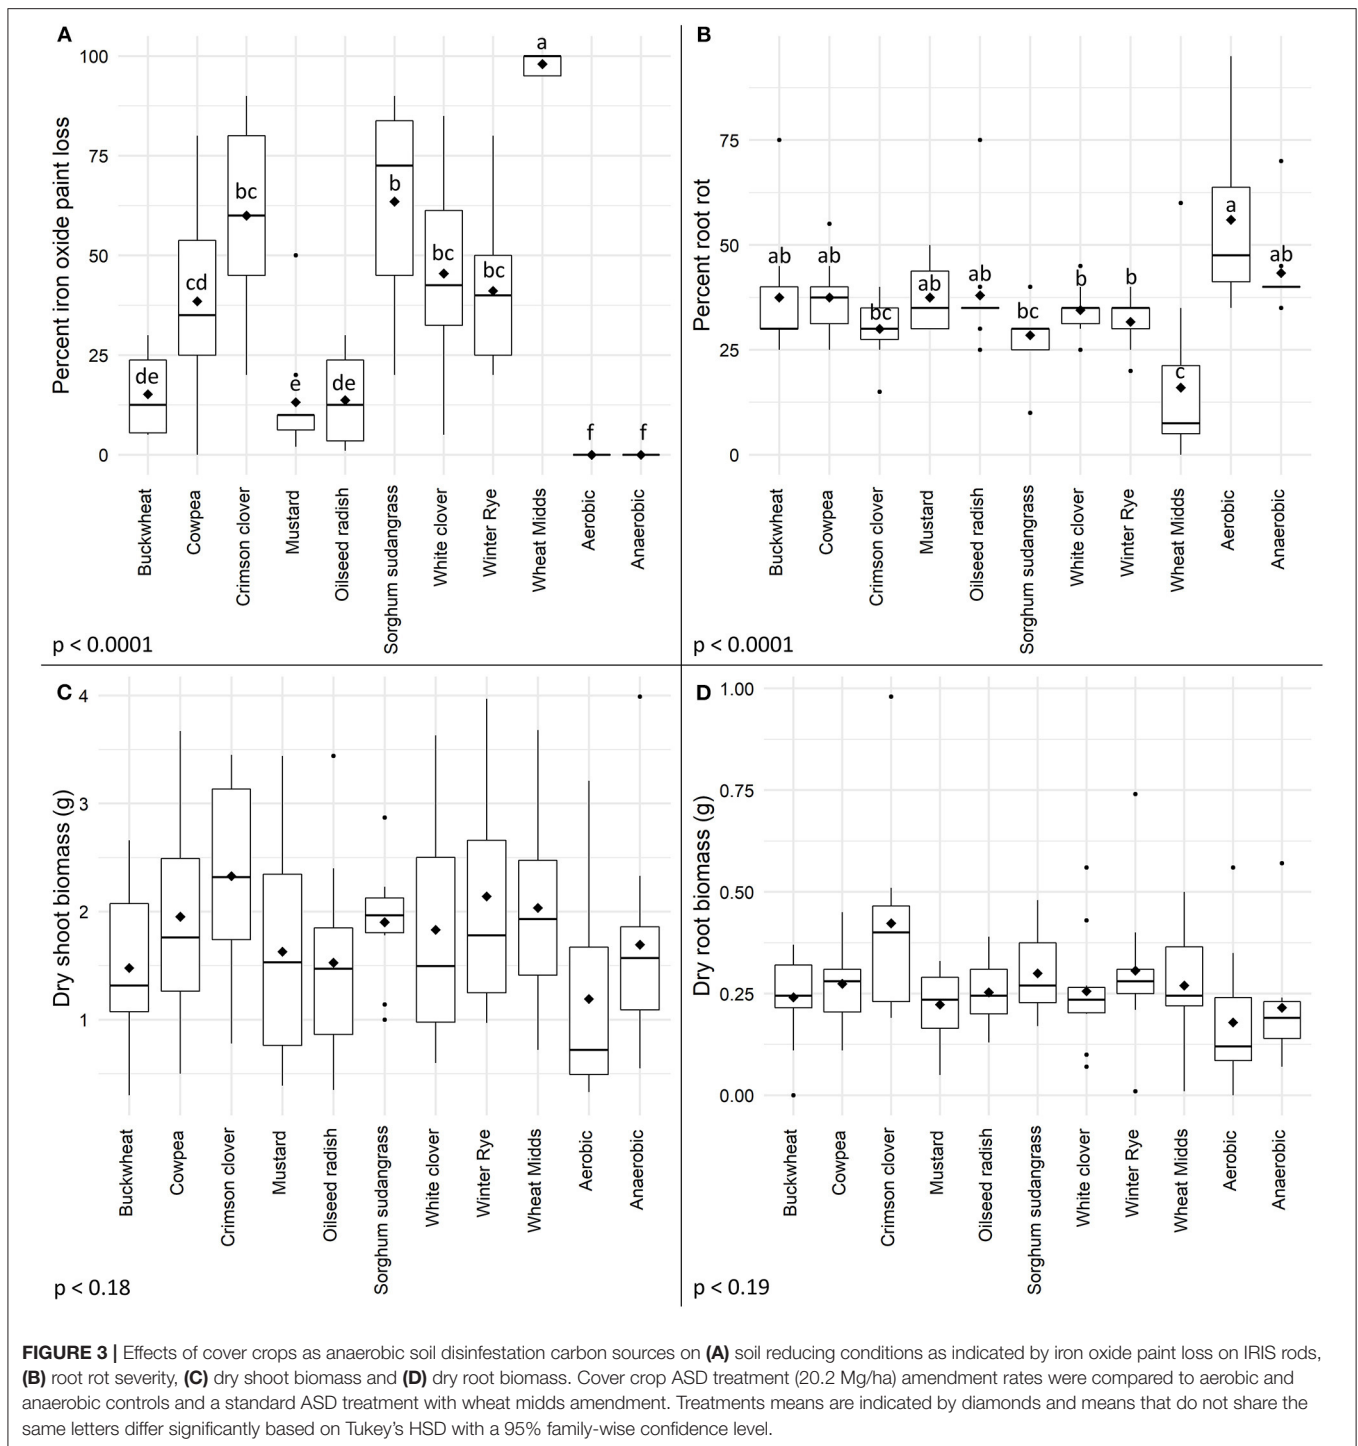 A
Percent iron oxide paint loss
100
75
50
25
0
de
cd
bc
e
de
b
bc
bc
a
f
f
Buckwheat
Cowpea
Crimson clover
Mustard
Oilseed radish
Sorghum sudangrass
White clover
Winter Rye
Wheat Midds
Aerobic
Anaerobic
p < 0.0001
B
Percent root rot
75
50
25
0
ab
ab
bc
ab
ab
bc
b
b
c
a
ab
Buckwheat
Cowpea
Crimson clover
Mustard
Oilseed radish
Sorghum sudangrass
White clover
Winter Rye
Wheat Midds
Aerobic
Anaerobic
p < 0.0001
C
Dry shoot biomass (g)
4
3
2
1
Buckwheat
Cowpea
Crimson clover
Mustard
Oilseed radish
Sorghum sudangrass
White clover
Winter Rye
Wheat Midds
Aerobic
Anaerobic
p < 0.18
D
Dry root biomass (g)
1.00
0.75
0.50
0.25
0.00
Buckwheat
Cowpea
Crimson clover
Mustard
Oilseed radish
Sorghum sudangrass
White clover
Winter Rye
Wheat Midds
Aerobic
Anaerobic
p < 0.19
FIGURE 3 | Effects of cover crops as anaerobic soil disinfestation carbon sources on (A) soil reducing conditions as indicated by iron oxide paint loss on IRIS rods,
(B) root rot severity, (C) dry shoot biomass and (D) dry root biomass. Cover crop ASD treatment (20.2 Mg/ha) amendment rates were compared to aerobic and
anaerobic controls and a standard ASD treatment with wheat midds amendment. Treatments means are indicated by diamonds and means that do not share the
same letters differ significantly based on Tukey's HSD with a 95% family-wise confidence level.